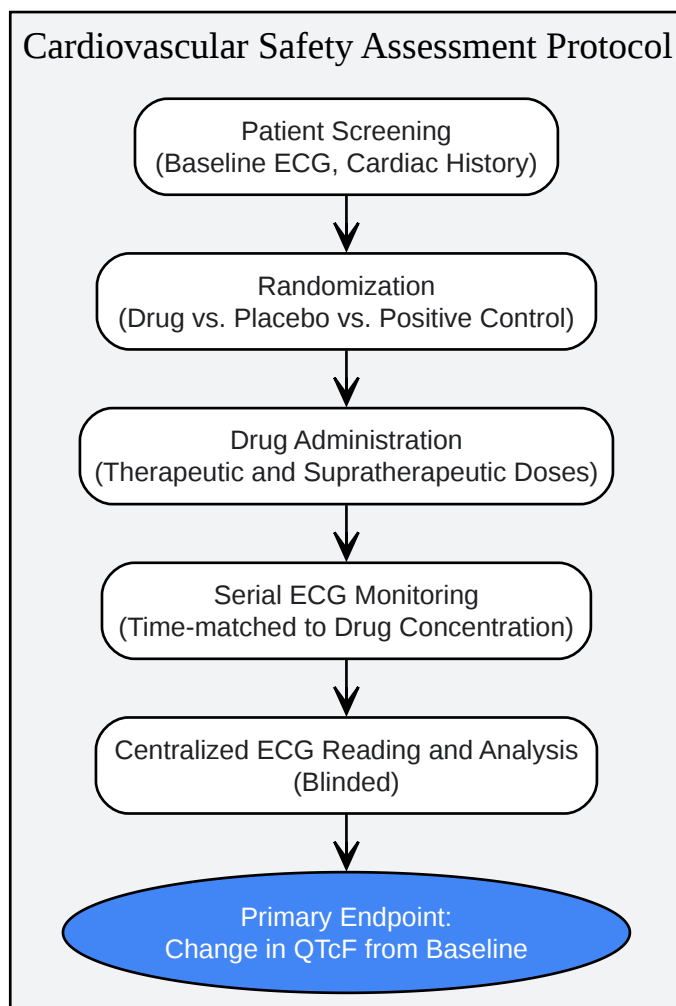 Cardiovascular Safety Assessment Protocol
Patient Screening
(Baseline ECG, Cardiac History)
Randomization
(Drug vs. Placebo vs. Positive Control)
Drug Administration
(Therapeutic and Supratherapeutic Doses)
Serial ECG Monitoring
(Time-matched to Drug Concentration)
Centralized ECG Reading and Analysis
(Blinded)
Primary Endpoint:
Change in QTcF from Baseline